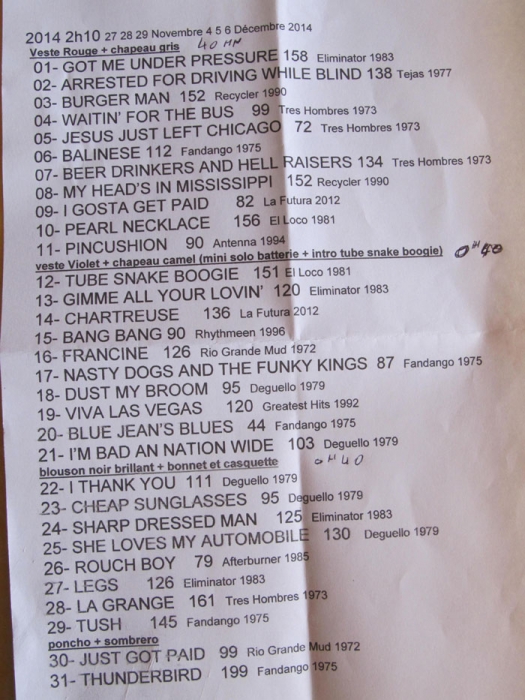 2014 2h10 27 28 29 Novembre 4 5 6 Décembre 2014
Veste Rouge + chapeau gris 40 MN
01- GOT ME UNDER PRESSURE 158 Eliminator 1983
02- ARRESTED FOR DRIVING WHILE BLIND 138 Tejas 1977
03- BURGER MAN 152 Recycler 1990
04- WAITIN' FOR THE BUS 99 Tres Hombres 1973
05- JESUS JUST LEFT CHICAGO 72 Tres Hombres 1973
06- BALINESE 112 Fandango 1975
07- BEER DRINKERS AND HELL RAISERS 134 Tres Hombres 1973
08- MY HEAD'S IN MISSISSIPPI 152 Recycler 1990
09- I GOSTA GET PAID 82 La Futura 2012
10- PEARL NECKLACE 156 El Loco 1981
11- PINCUSHION 90 Antenna 1994
veste Violet + chapeau camel (mini solo batterie + intro tube snake boogie) 0H40
12- TUBE SNAKE BOOGIE 151 El Loco 1981
13- GIMME ALL YOUR LOVIN' 120 Eliminator 1983
14- CHARTREUSE 136 La Futura 2012
15- BANG BANG 90 Rhythmeen 1996
16- FRANCINE 126 Rio Grande Mud 1972
17- NASTY DOGS AND THE FUNKY KINGS 87 Fandango 1975
18- DUST MY BROOM 95 Deguello 1979
19- VIVA LAS VEGAS 120 Greatest Hits 1992
20- BLUE JEAN'S BLUES 44 Fandango 1975
21- I'M BAD AN NATION WIDE 103 Deguello 1979
blouson noir brillant + bonnet et casquette 0H40
22- I THANK YOU 111 Deguello 1979
23- CHEAP SUNGLASSES 95 Deguello 1979
24- SHARP DRESSED MAN 125 Eliminator 1983
25- SHE LOVES MY AUTOMOBILE 130 Deguello 1979
26- ROUCH BOY 79 Afterburner 1985
27- LEGS 126 Eliminator 1983
28- LA GRANGE 161 Tres Hombres 1973
29- TUSH 145 Fandango 1975
poncho + sombrero
30- JUST GOT PAID 99 Rio Grande Mud 1972
31- THUNDERBIRD 199 Fandango 1975